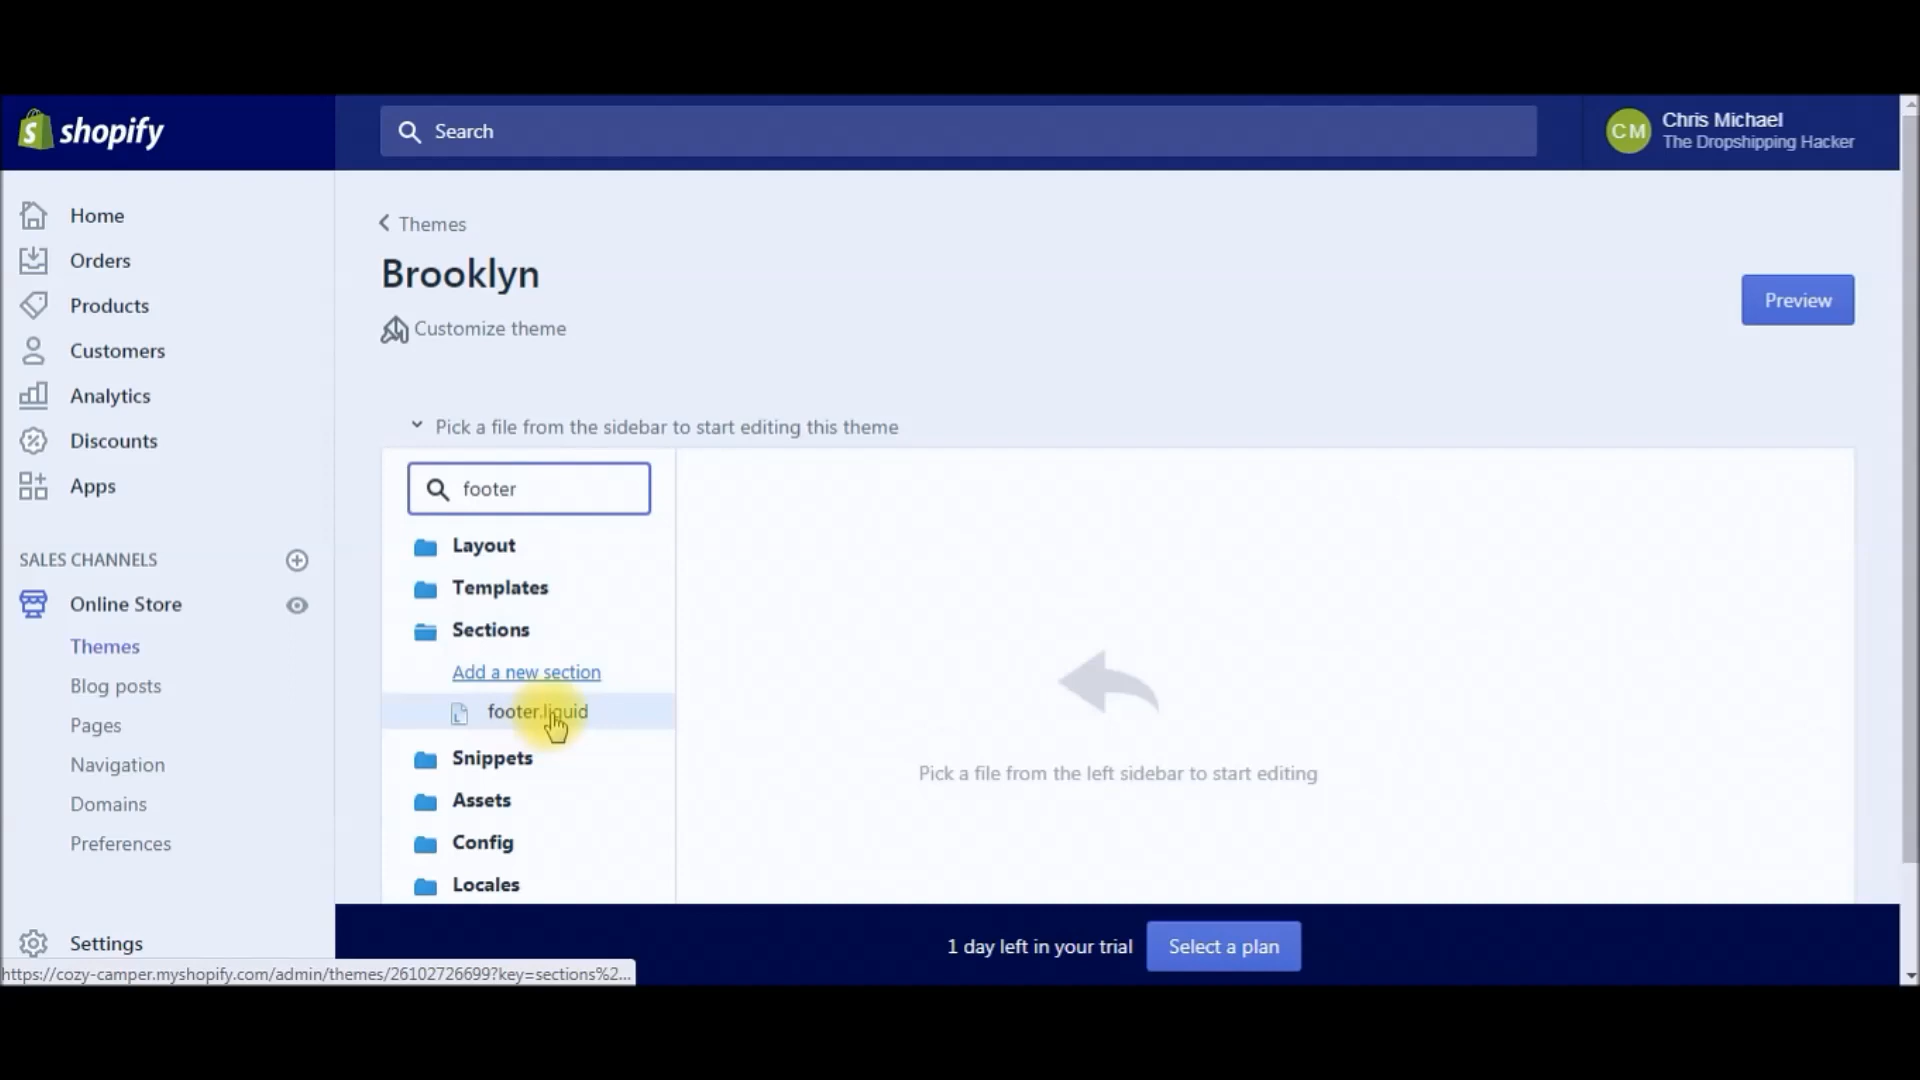 shopify
Search
CM
Chris Michael
The Dropshipping Hacker
Home
Orders
Products
Customers
Analytics
Discounts
Apps
SALES CHANNELS
Online Store
Themes
Blog posts
Pages
Navigation
Domains
Preferences
Settings
Themes
Brooklyn
Customize theme
Preview
Pick a file from the sidebar to start editing this theme
footer
Layout
Templates
Sections
Add a new section
footer.liquid
Snippets
Assets
Config
Locales
Pick a file from the left sidebar to start editing
1 day left in your trial
Select a plan
https://cozy-camper.myshopify.com/admin/themes/26102726699?key=sections%2...